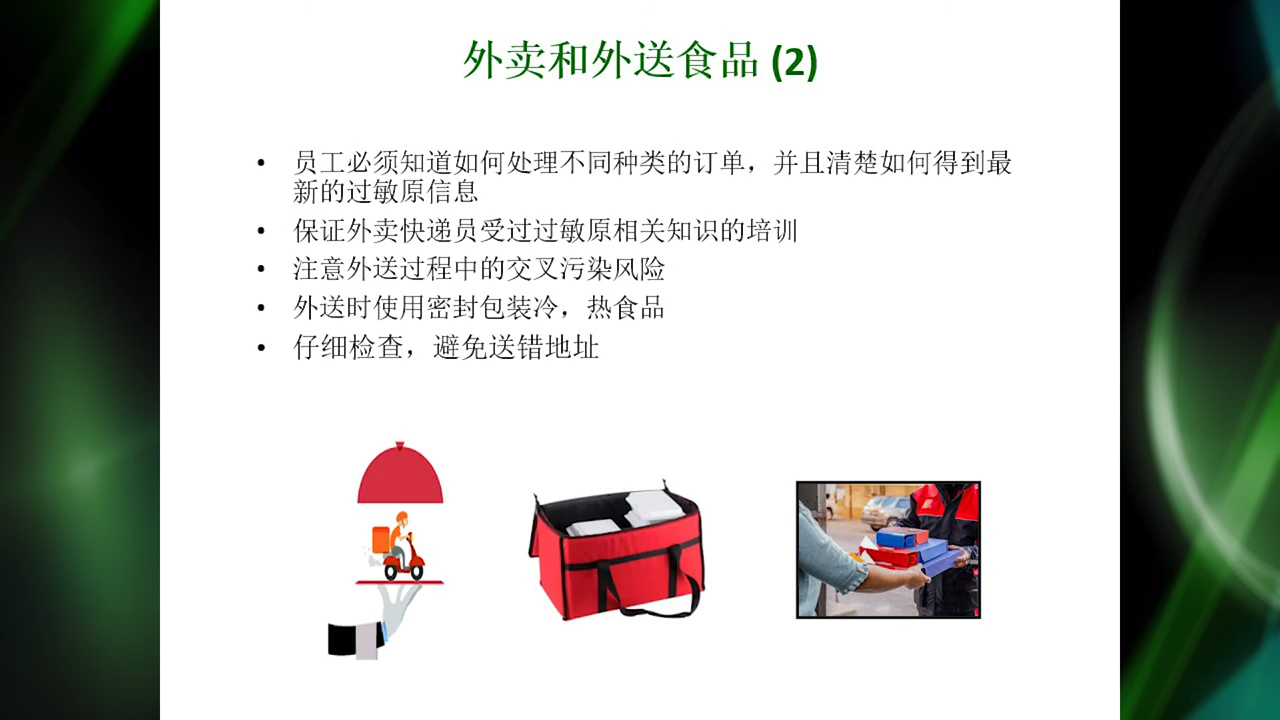 外卖和外送食品 (2)
• 员工必须知道如何处理不同种类的订单，并且清楚如何得到最
新的过敏原信息
• 保证外卖快递员受过过敏原相关知识的培训
• 注意外送过程中的交叉污染风险
• 外送时使用密封包装冷，热食品
• 仔细检查，避免送错地址